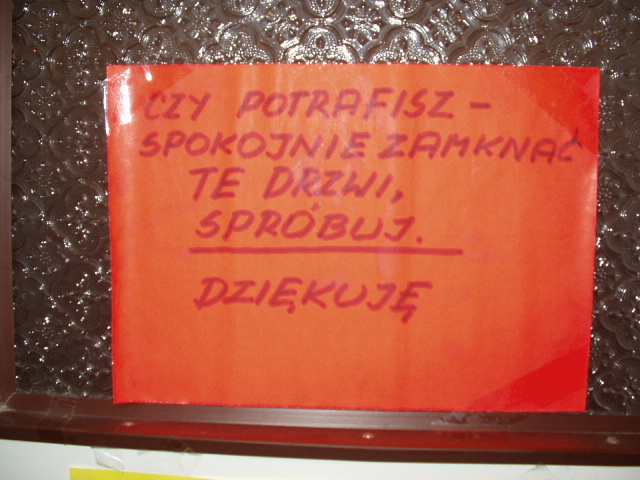 CZY POTRAFISZ –
SPOKOJNIE ZAMKNĄĆ
TE DRZWI,
SPRÓBUJ.
DZIĘKUJĘ